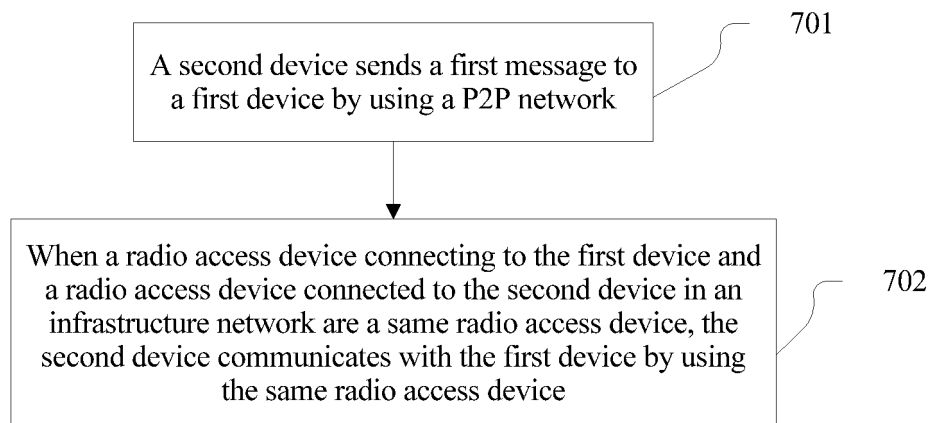 701
A second device sends a first message to
a first device by using a P2P network
When a radio access device connecting to the first device and
a radio access device connected to the second device in an
infrastructure network are a same radio access device, the
second device communicates with the first device by using
the same radio access device
702